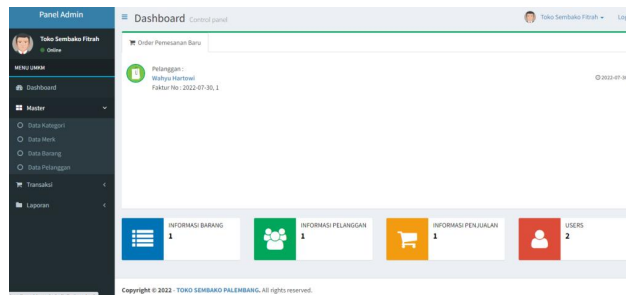 Panel Admin
Dashboard Control panel
Toko Sembako Fitrah
Toko Sembako Fitrah
Online
MENU UMKM
Dashboard
Master
Data Kategori
Data Merk
Data Barang
Data Pelanggan
Transaksi
Laporan
Order Pemesanan Baru
Pelanggan :
Wahyu Hartowi
Faktur No : 2022-07-30, 1
INFORMASI BARANG
1
INFORMASI PELANGGAN
1
INFORMASI PENJUALAN
1
USERS
2
Copyright © 2022 - TOKO SEMBAKO PALEMBANG. All rights reserved.